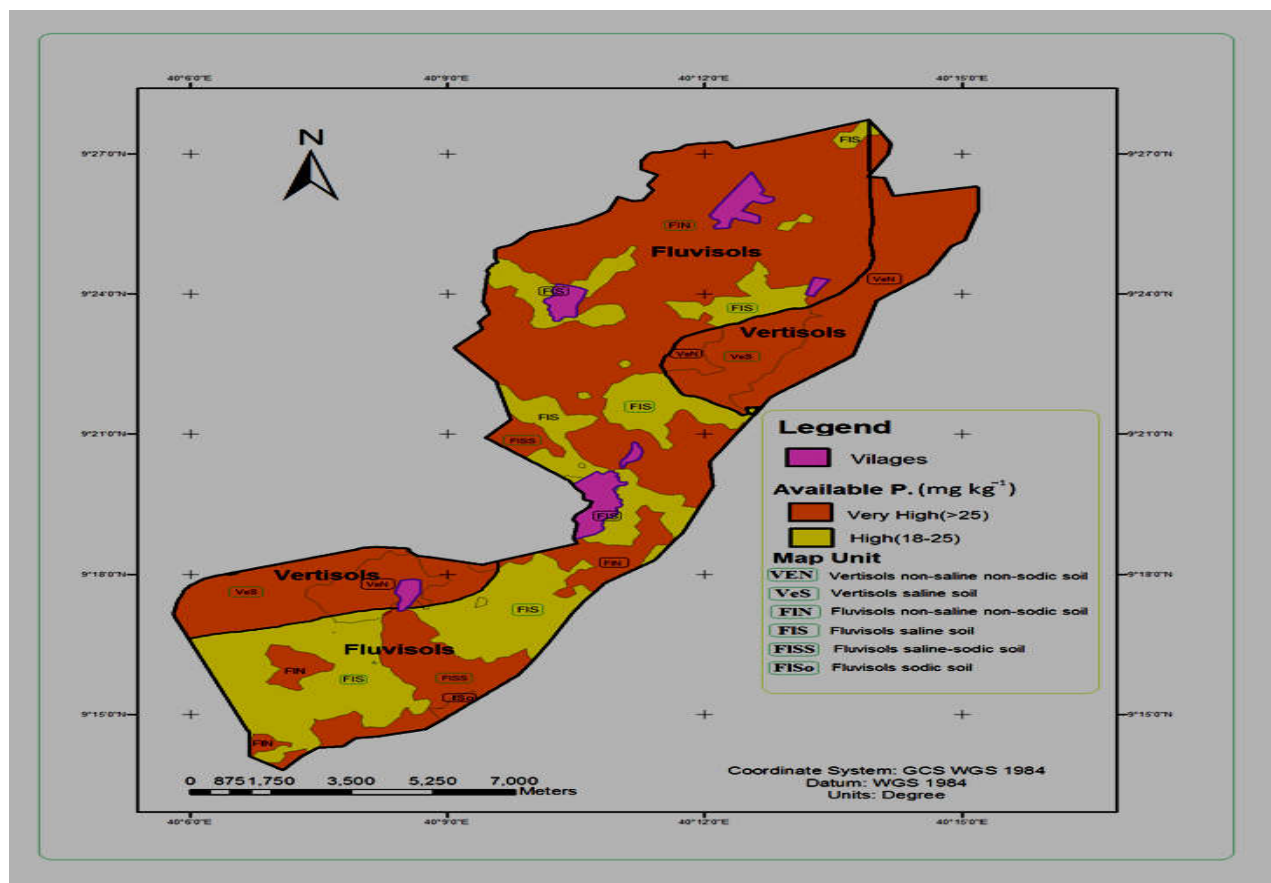 40°6'0"E 40°9'0"E 40°12'0"E 40°15'0"E
N
9°27'0"N 9°27'0"N
FIS
FIN
Fluvisols
VeN
9°24'0"N 9°24'0"N
FIS
FIS
Vertisols
VeN VeS
FIS
FIS
9°21'0"N 9°21'0"N
FISS
FIS
FIN
9°18'0"N 9°18'0"N
Vertisols
VeN
VeS
FIS
Fluvisols
FIN
FIS
FISS
ISo
9°15'0"N 9°15'0"N
FIN
Legend
Vilages
Available P. (mg kg⁻¹)
Very High(>25)
High(18-25)
Map Unit
VEN Vertisols non-saline non-sodic soil
VeS Vertisols saline soil
FIN Fluvisols non-saline non-sodic soil
FIS Fluvisols saline soil
FISS Fluvisols saline-sodic soil
FISo Fluvisols sodic soil
0 875 1,750 3,500 5,250 7,000
Meters
Coordinate System: GCS WGS 1984
Datum: WGS 1984
Units: Degree
40°6'0"E 40°9'0"E 40°12'0"E 40°15'0"E